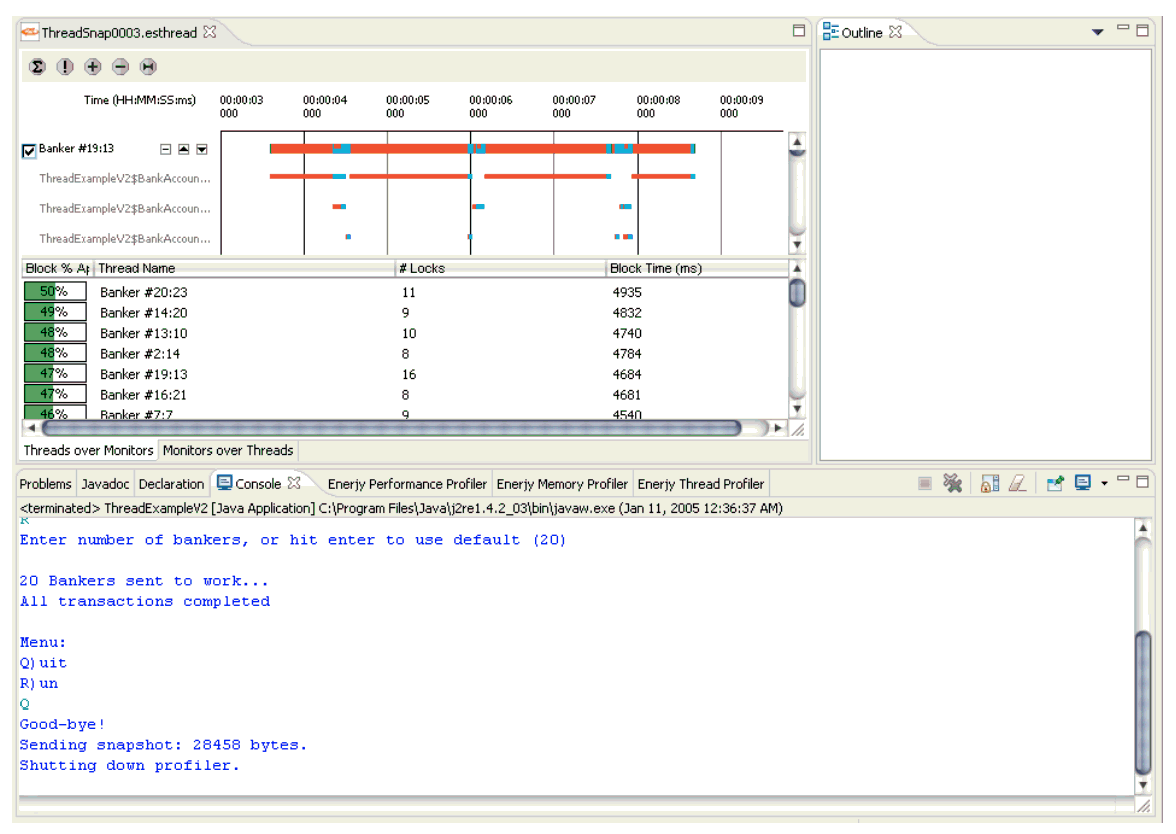 ThreadSnap0003.esthread
Outline
Time (HH:MM:SS:ms) 00:00:03 000 00:00:04 000 00:00:05 000 00:00:06 000 00:00:07 000 00:00:08 000 00:00:09 000
Banker #19:13
ThreadExampleV2$BankAccoun...
ThreadExampleV2$BankAccoun...
ThreadExampleV2$BankAccoun...
Block % Thread Name # Locks Block Time (ms)
50% Banker #20:23 11 4935
49% Banker #14:20 9 4832
48% Banker #13:10 10 4740
48% Banker #2:14 8 4784
47% Banker #19:13 16 4684
47% Banker #16:21 8 4681
46% Banker #7:7 9 4540
Threads over Monitors Monitors over Threads
Problems Javadoc Declaration Console Enerjy Performance Profiler Enerjy Memory Profiler Enerjy Thread Profiler
<terminated> ThreadExampleV2 [Java Application] C:\Program Files\Java\j2re1.4.2_03\bin\javaw.exe (Jan 11, 2005 12:36:37 AM)
R
Enter number of bankers, or hit enter to use default (20)
20 Bankers sent to work...
All transactions completed
Menu:
Q)uit
R)un
Q
Good-bye!
Sending snapshot: 28458 bytes.
Shutting down profiler.